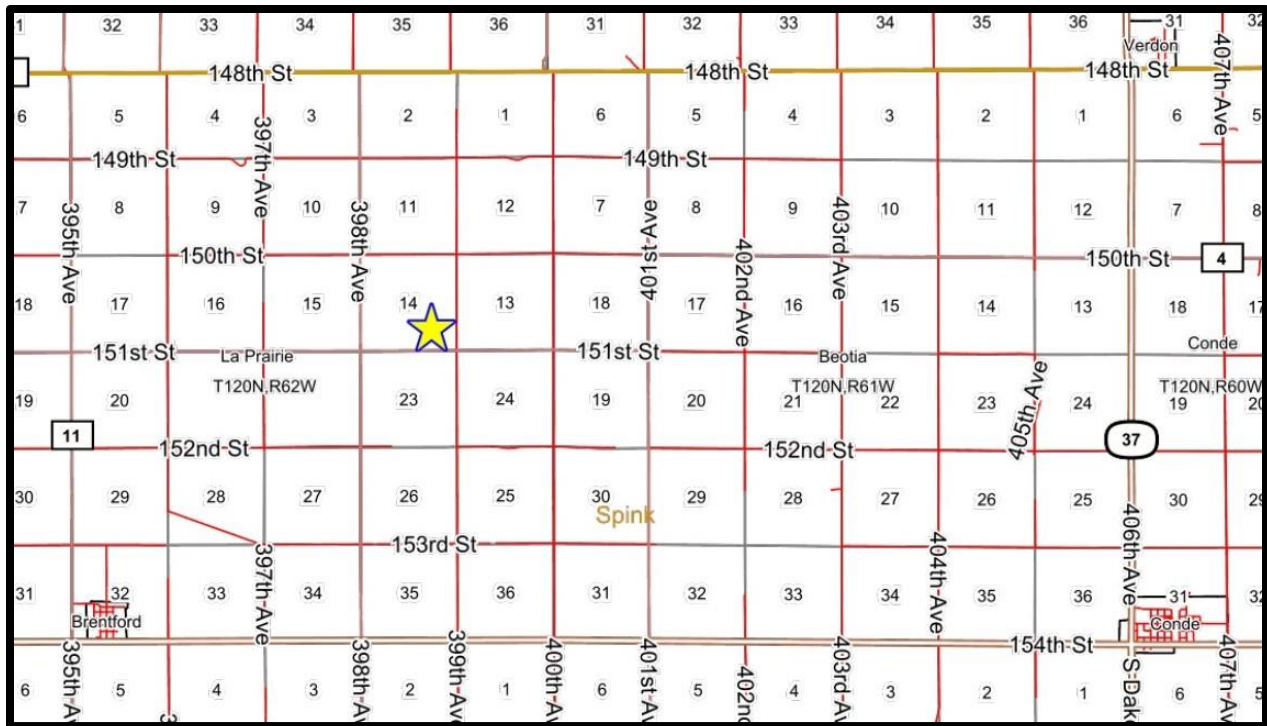 1 32 33 34 35 36 31 32 33 34 35 36 31 32
Verdon
407th Ave
148th St 148th St 148th St
6 5 4 3 2 1 6 5 4 3 2 1 6 5
397th Ave
149th St 149th St
7 8 9 10 11 12 7 8 9 10 11 12 7 8
395th Ave 398th Ave 401st Ave 402nd Ave 403rd Ave
150th St 150th St 4
18 17 16 15 14 13 18 17 16 15 14 13 18 17
151st St La Prairie 151st St Beotia Conde
T120N,R62W T120N,R61W T120N,R60W
19 20 23 24 19 20 21 22 23 24 19 20
405th Ave
11 37
152nd St 152nd St
30 29 28 27 26 25 30 29 28 27 26 25 30 29
Spink
153rd St
397th Ave 404th Ave 406th Ave
31 32 33 34 35 36 31 32 33 34 35 36 31 32
Brentford Conde
154th St
395th Av 398th Ave 399th Ave 400th A 401st Av 402nd 403rd Av S Dak 407th Av
6 5 4 3 2 1 6 5 4 3 2 1 6 5
3